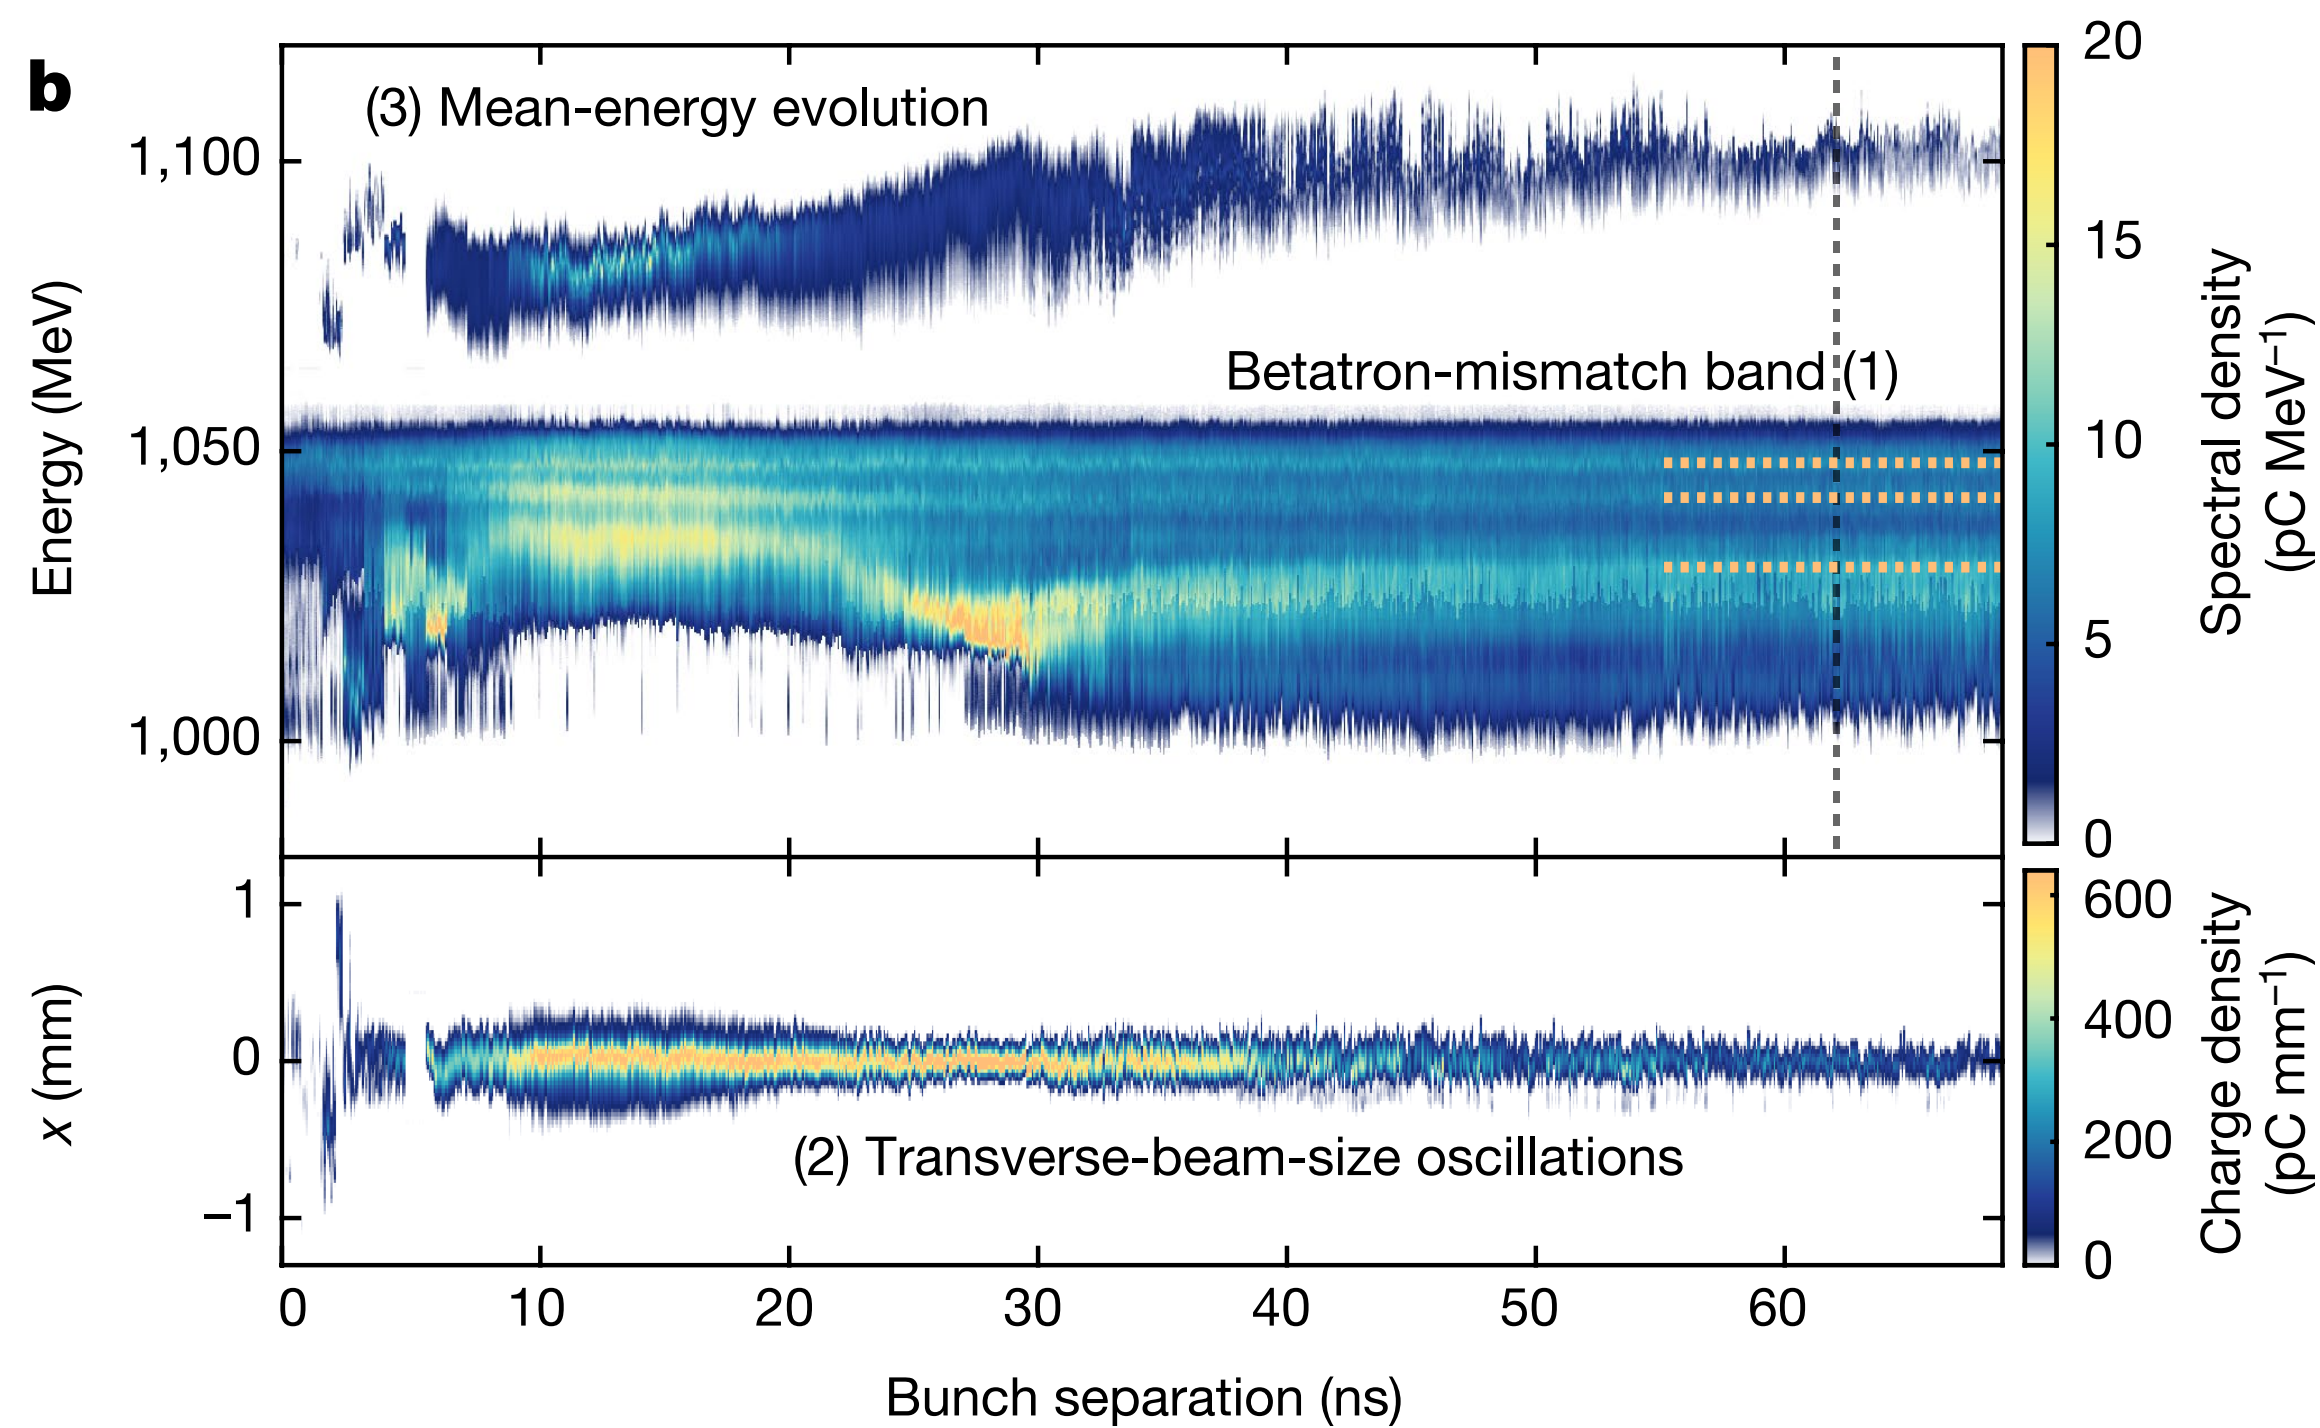 b
(3) Mean-energy evolution
Betatron-mismatch band (1)
1,100
1,050
1,000
Energy (MeV)
20
15
10
5
0
Spectral density
(pC MeV⁻¹)
1
0
−1
x (mm)
(2) Transverse-beam-size oscillations
600
400
200
0
Charge density
(pC mm⁻¹)
0 10 20 30 40 50 60
Bunch separation (ns)